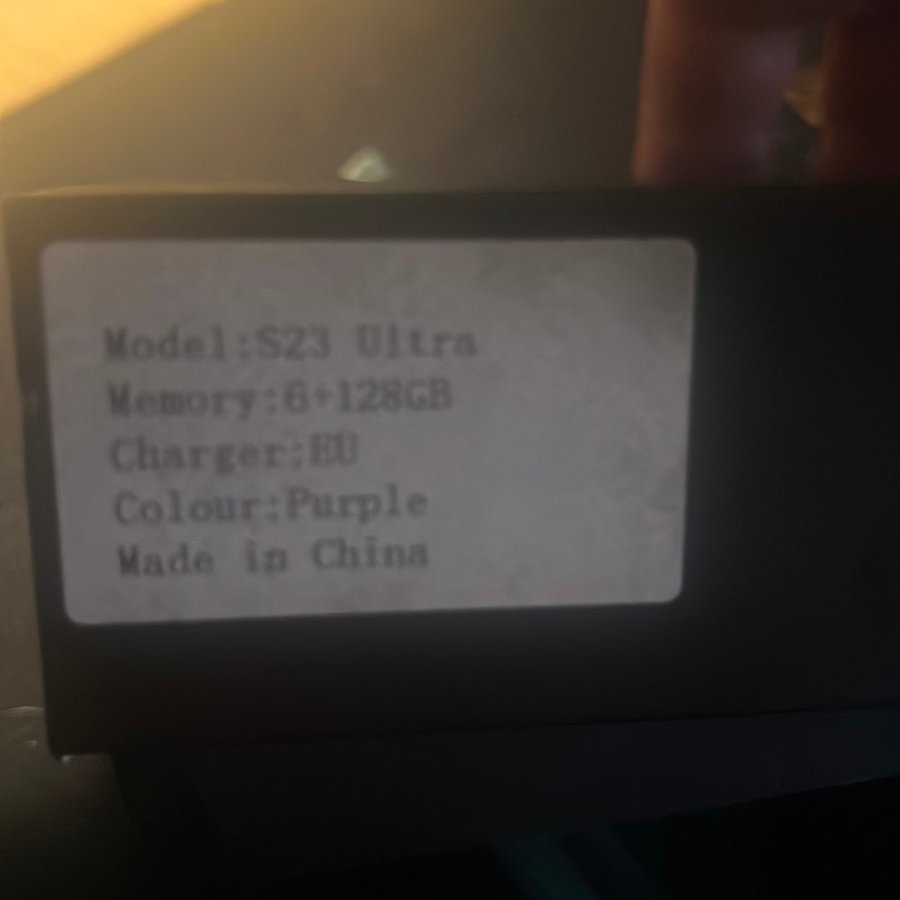 Model:S23 Ultra
Memory:6+128GB
Charger:EU
Colour:Purple
Made in China